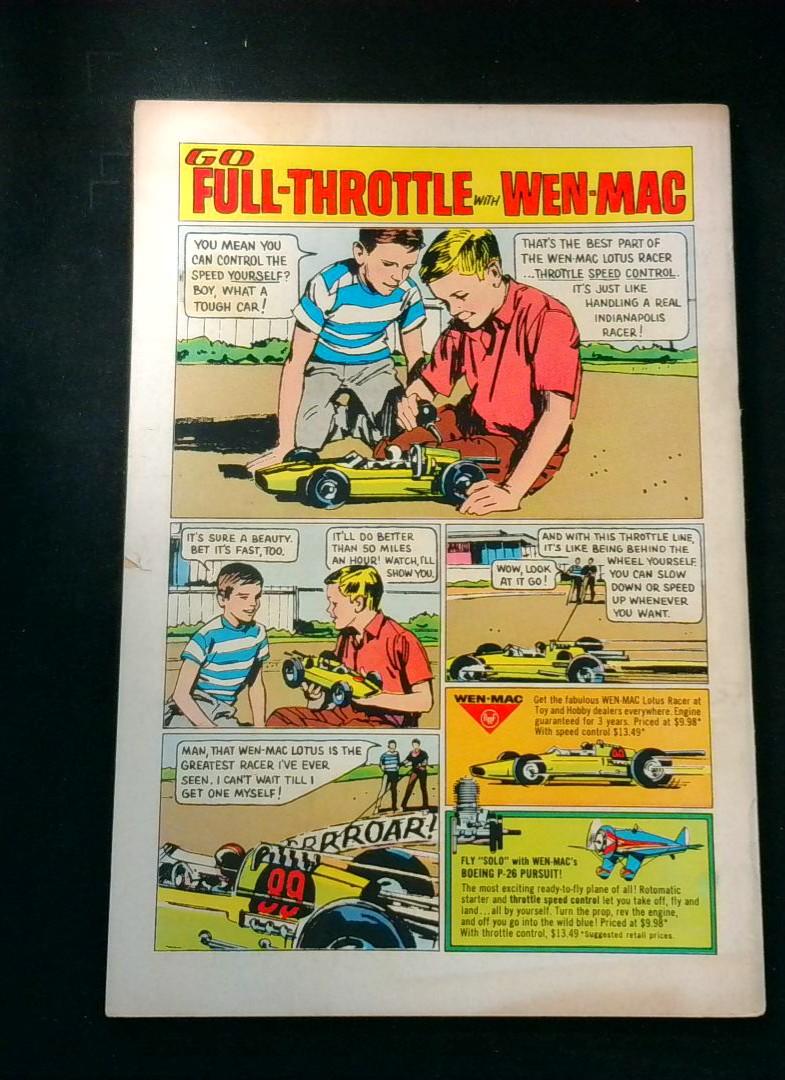 GO
FULL-THROTTLE WITH WEN-MAC
YOU MEAN YOU
CAN CONTROL THE
SPEED YOURSELF?
BOY, WHAT A
TOUGH CAR!
THAT'S THE BEST PART OF
THE WEN-MAC LOTUS RACER
...THROTTLE SPEED CONTROL.
IT'S JUST LIKE
HANDLING A REAL
INDIANAPOLIS
RACER!
IT'S SURE A BEAUTY.
BET IT'S FAST, TOO.
IT'LL DO BETTER
THAN 50 MILES
AN HOUR! WATCH, I'LL
SHOW YOU.
WOW, LOOK
AT IT GO!
AND WITH THIS THROTTLE LINE,
IT'S LIKE BEING BEHIND THE
WHEEL YOURSELF.
YOU CAN SLOW
DOWN OR SPEED
UP WHENEVER
YOU WANT.
MAN, THAT WEN-MAC LOTUS IS THE
GREATEST RACER I'VE EVER
SEEN. I CAN'T WAIT TILL I
GET ONE MYSELF!
RRRROAR!
99
WEN-MAC
Get the fabulous WEN-MAC Lotus Racer at
Toy and Hobby dealers everywhere. Engine
guaranteed for 3 years. Priced at $9.98*
With speed control $13.49*
99
FLY "SOLO" with WEN-MAC's
BOEING P-26 PURSUIT!
The most exciting ready-to-fly plane of all! Rotomatic
starter and throttle speed control let you take off, fly and
land...all by yourself. Turn the prop, rev the engine,
and off you go into the wild blue! Priced at $9.98*
With throttle control, $13.49 *Suggested retail prices.